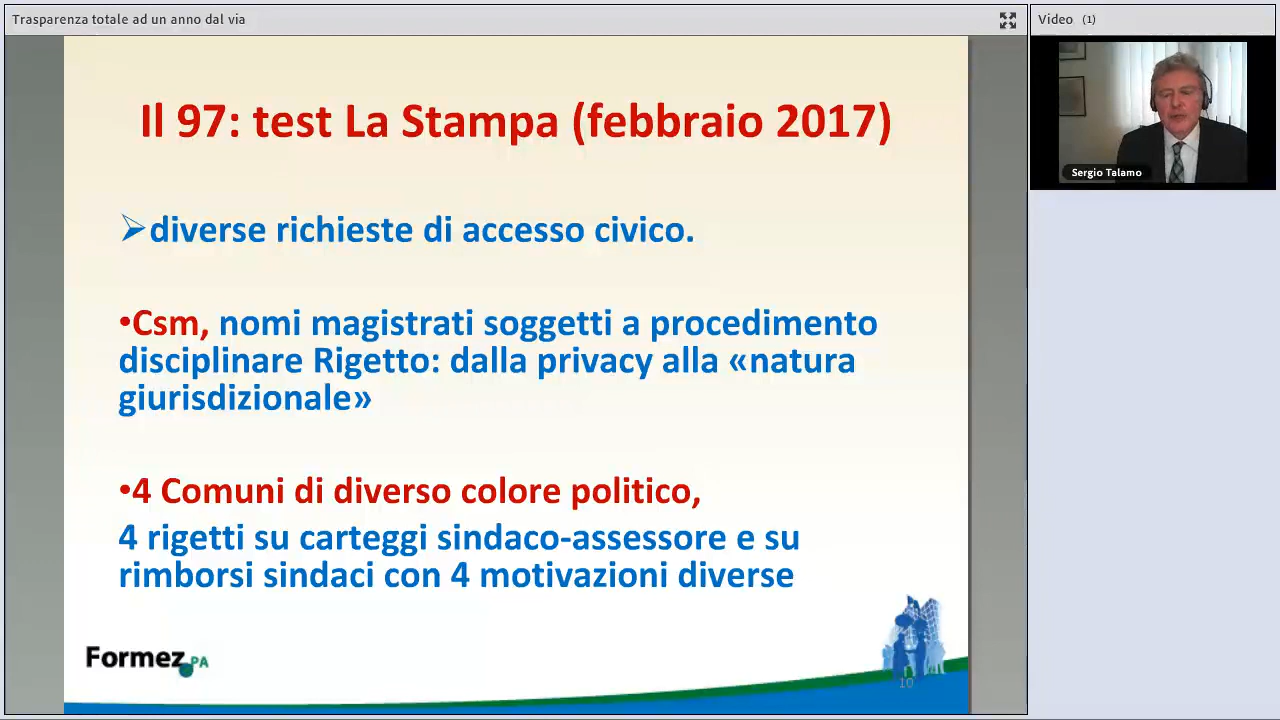 Trasparenza totale ad un anno dal via
Video (1)
Sergio Talamo
Il 97: test La Stampa (febbraio 2017)
➢diverse richieste di accesso civico.
•Csm, nomi magistrati soggetti a procedimento
disciplinare Rigetto: dalla privacy alla «natura
giurisdizionale»
•4 Comuni di diverso colore politico,
4 rigetti su carteggi sindaco-assessore e su
rimborsi sindaci con 4 motivazioni diverse
Formez PA
10